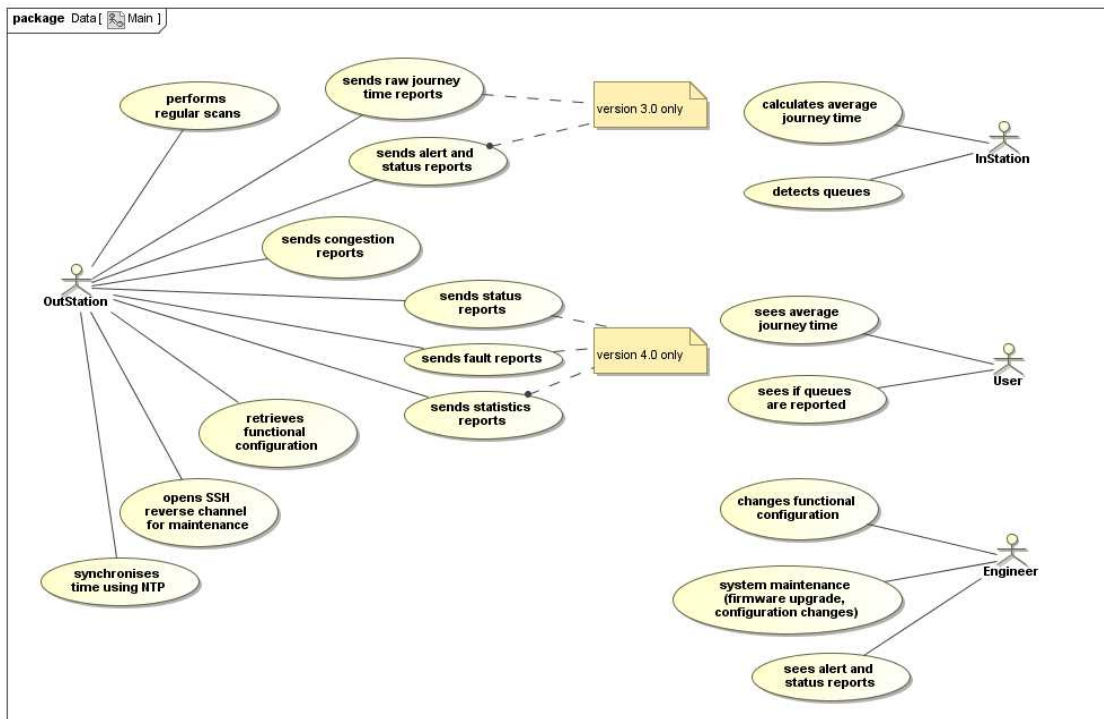 package Data [ Main ]
performs
regular scans
sends raw journey
time reports
version 3.0 only
sends alert and
status reports
calculates average
journey time
InStation
detects queues
sends congestion
reports
OutStation
sends status
reports
version 4.0 only
sends fault reports
sends statistics
reports
sees average
journey time
User
sees if queues
are reported
retrieves
functional
configuration
opens SSH
reverse channel
for maintenance
synchronises
time using NTP
changes functional
configuration
Engineer
system maintenance
(firmware upgrade,
configuration changes)
sees alert and
status reports